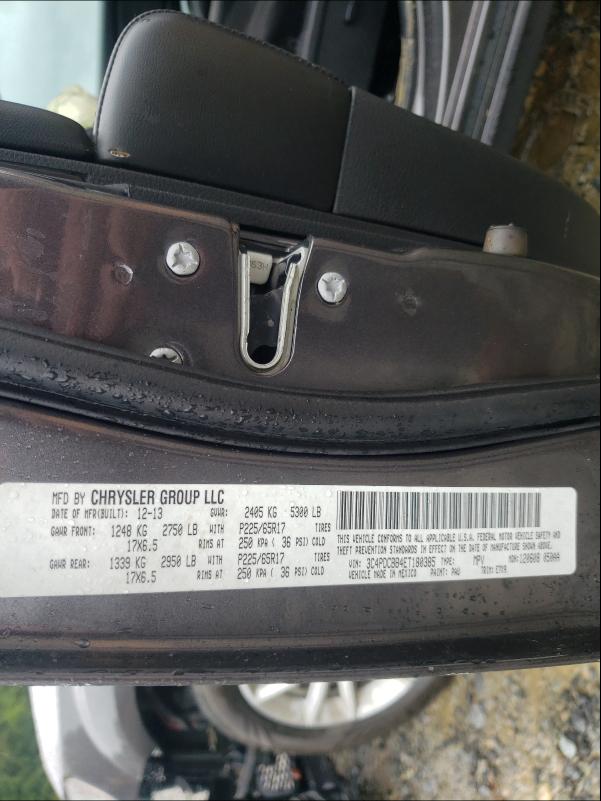 53H
MFD BY CHRYSLER GROUP LLC
DATE OF MFR(BUILT): 12-13 GVWR: 2405 KG 5300 LB
GAWR FRONT: 1248 KG 2750 LB WITH P225/65R17 TIRES
17X6.5 RIMS AT 250 KPA ( 36 PSI) COLD
GAWR REAR: 1339 KG 2950 LB WITH P225/65R17 TIRES
17X6.5 RIMS AT 250 KPA ( 36 PSI) COLD
THIS VEHICLE CONFORMS TO ALL APPLICABLE U.S.A. FEDERAL MOTOR VEHICLE SAFETY AND
THEFT PREVENTION STANDARDS IN EFFECT ON THE DATE OF MANUFACTURE SHOWN ABOVE.
VIN: 3C4PDCBB4ET180385 TYPE: MPV MDH:
VEHICLE MADE IN MEXICO PAINT: PAU TRIM: